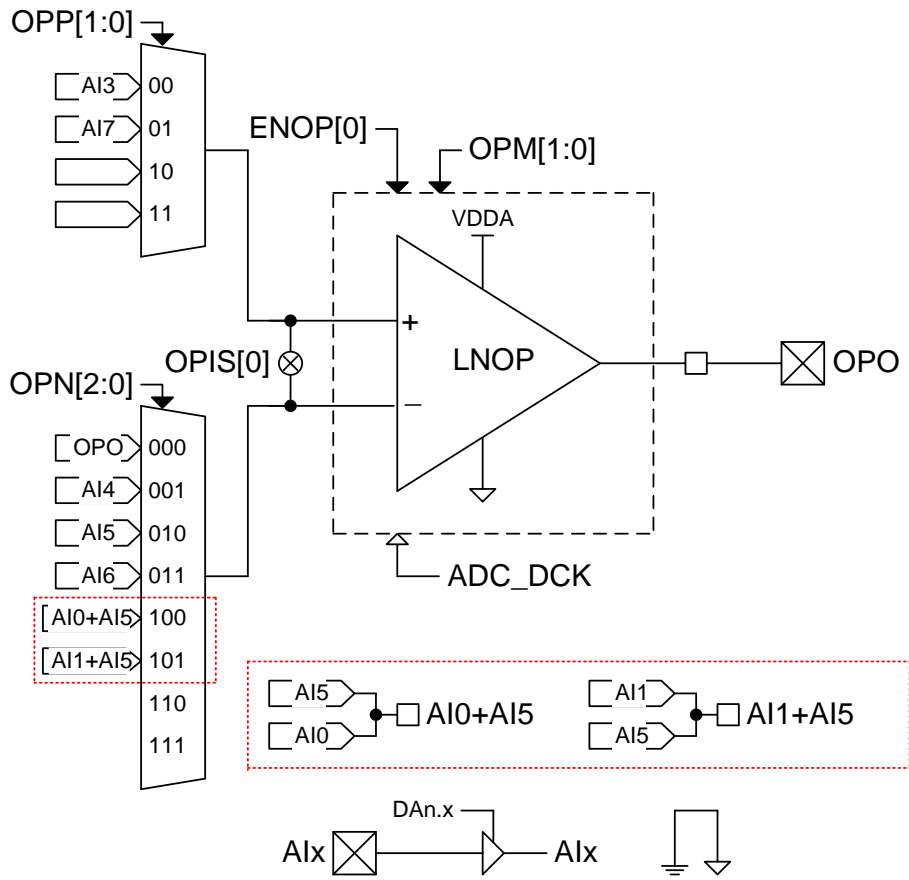 OPP[1:0]
AI3 00
AI7 01
10
11
ENOP[0]
OPM[1:0]
VDDA
+
LNOP
−
OPO
OPIS[0]
OPN[2:0]
OPO 000
AI4 001
AI5 010
AI6 011
AI0+AI5 100
AI1+AI5 101
110
111
ADC_DCK
AI5
AI0
AI0+AI5
AI1
AI5
AI1+AI5
DAn.x
AIx
AIx